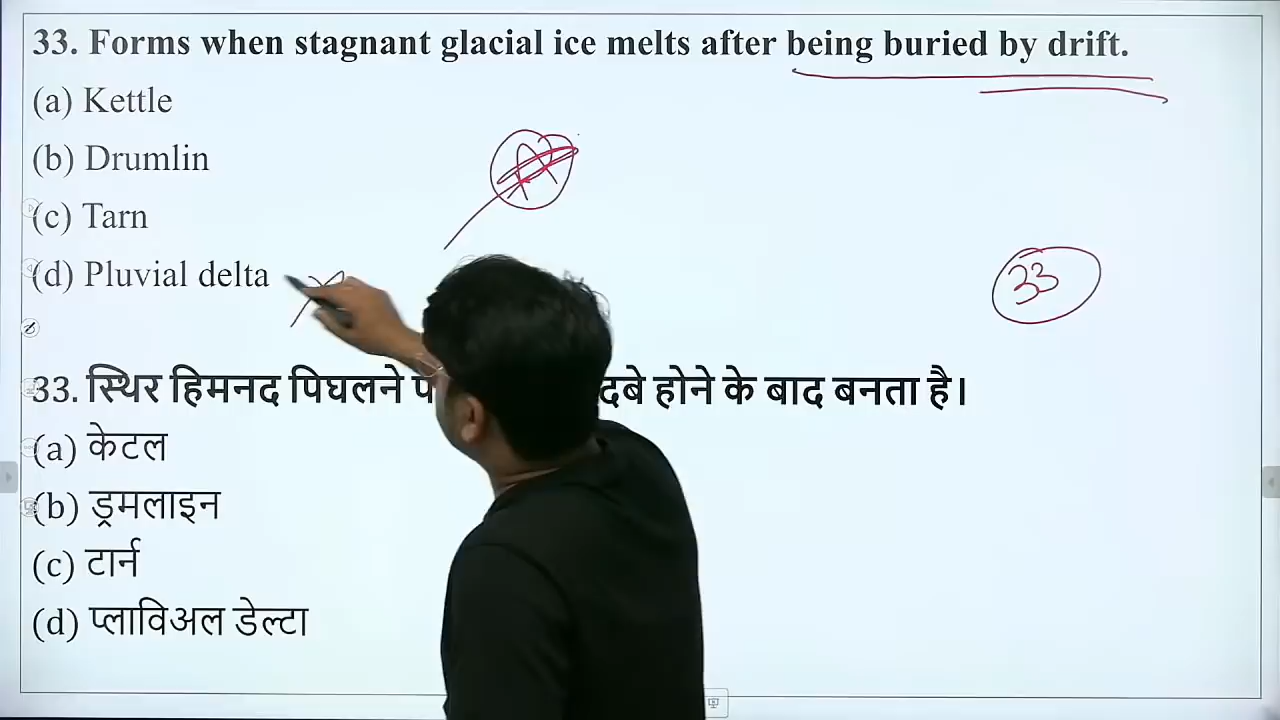 33. Forms when stagnant glacial ice melts after being buried by drift.
(a) Kettle
(b) Drumlin
(c) Tarn
(d) Pluvial delta
A
33
33. स्थिर हिमनद पिघलने दबे होने के बाद बनता है।
(a) केटल
(b) ड्रमलाइन
(c) टार्न
(d) प्लाविअल डेल्टा